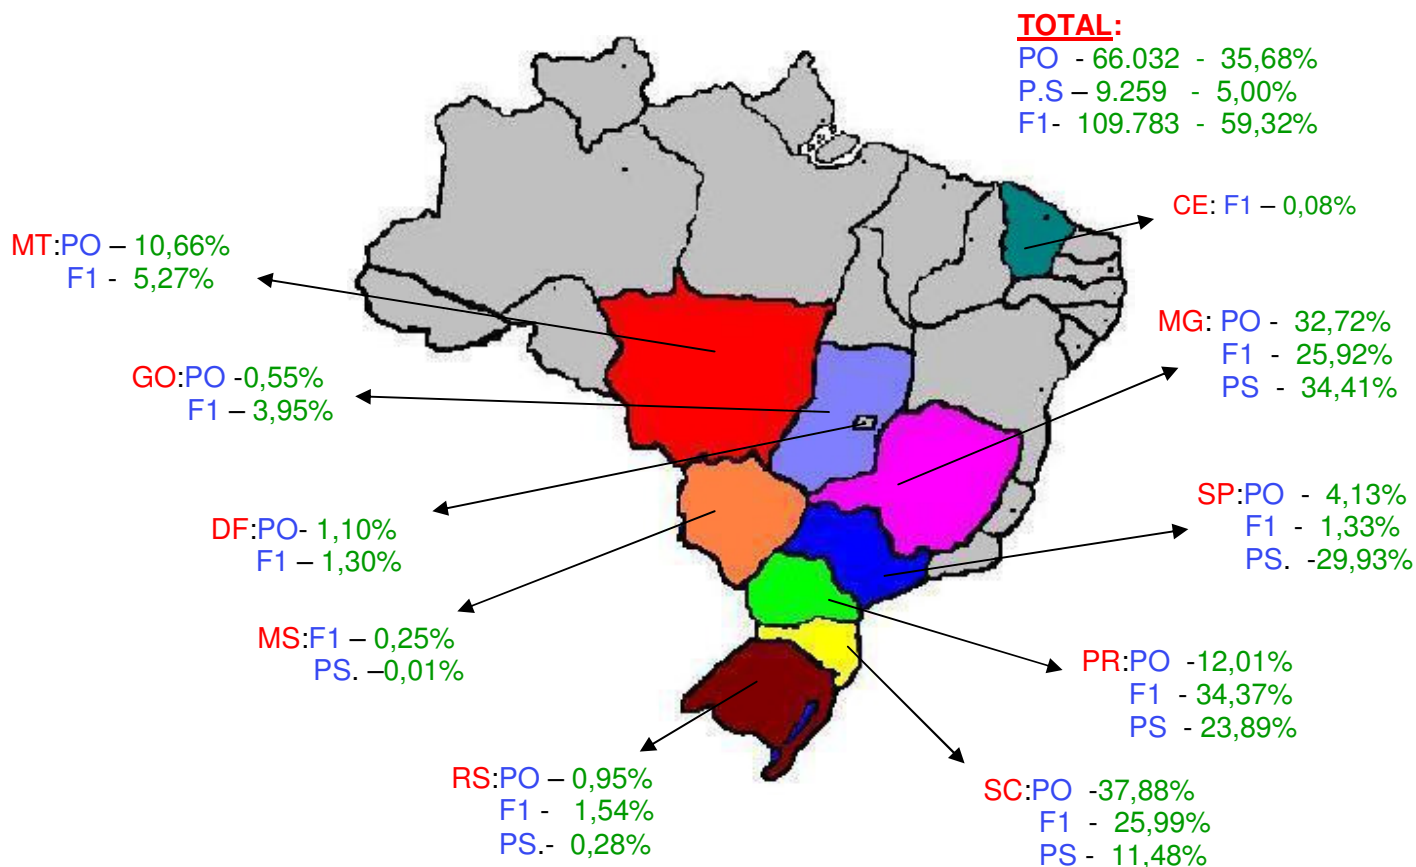 TOTAL:
PO - 66.032 - 35,68%
P.S – 9.259 - 5,00%
F1- 109.783 - 59,32%
CE: F1 – 0,08%
MT:PO – 10,66%
F1 - 5,27%
MG: PO - 32,72%
F1 - 25,92%
PS - 34,41%
GO:PO -0,55%
F1 – 3,95%
SP:PO - 4,13%
F1 - 1,33%
PS. -29,93%
DF:PO- 1,10%
F1 – 1,30%
MS:F1 – 0,25%
PS. –0,01%
PR:PO -12,01%
F1 - 34,37%
PS - 23,89%
RS:PO – 0,95%
F1 - 1,54%
PS.- 0,28%
SC:PO -37,88%
F1 - 25,99%
PS - 11,48%